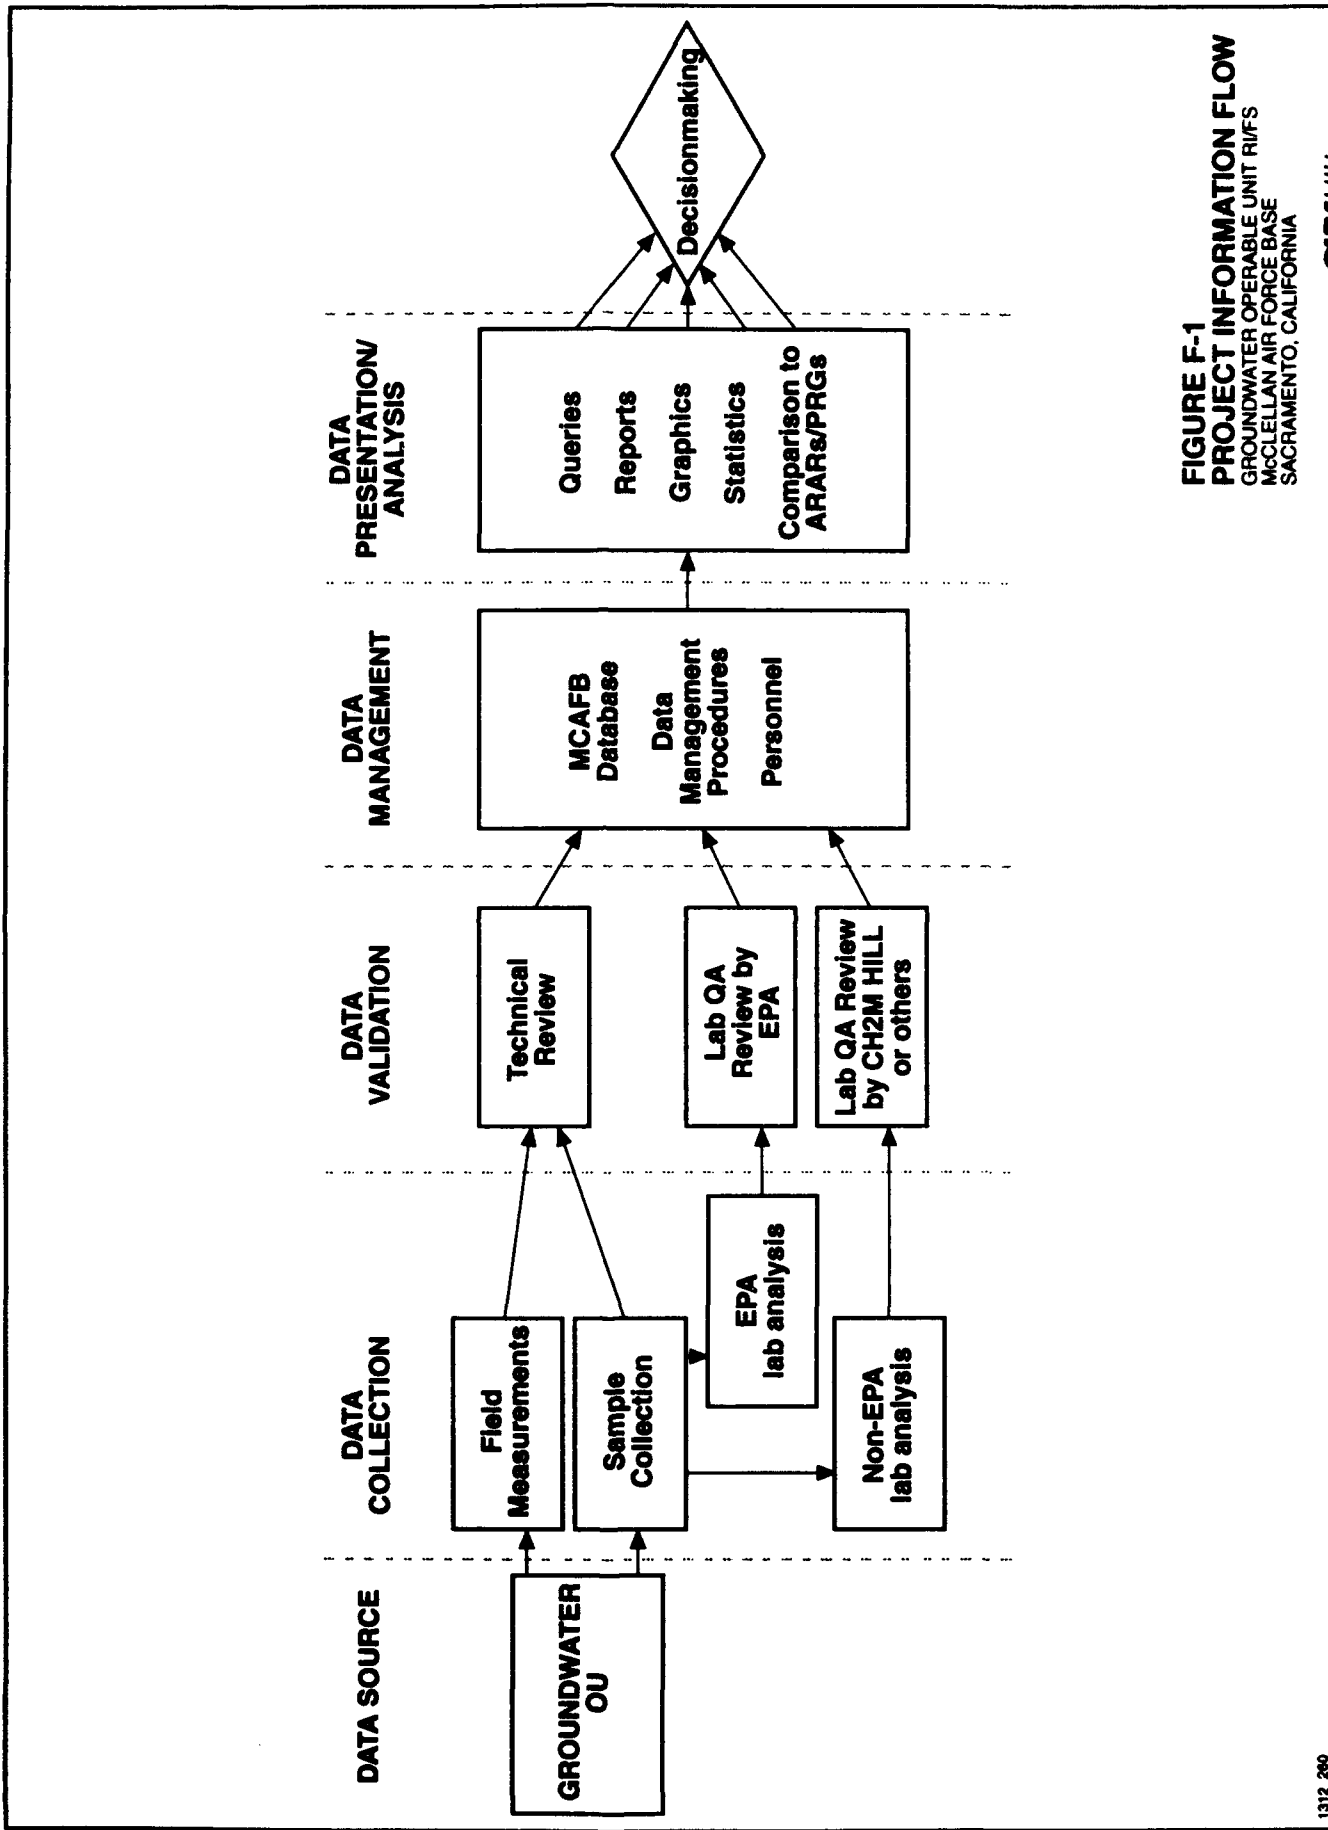 DATA SOURCE
DATA
COLLECTION
DATA
VALIDATION
DATA
MANAGEMENT
DATA
PRESENTATION/
ANALYSIS
GROUNDWATER
OU
Field
Measurements
Sample
Collection
EPA
lab analysis
Non-EPA
lab analysis
Technical
Review
Lab QA
Review by
EPA
Lab QA Review
by CH2M HILL
or others
MCAFB
Database
Data
Management
Procedures
Personnel
Queries
Reports
Graphics
Statistics
Comparison to
ARARs/PRGs
Decisionmaking
FIGURE F-1
PROJECT INFORMATION FLOW
GROUNDWATER OPERABLE UNIT RI/FS
McCLELLAN AIR FORCE BASE
SACRAMENTO, CALIFORNIA
1312_280